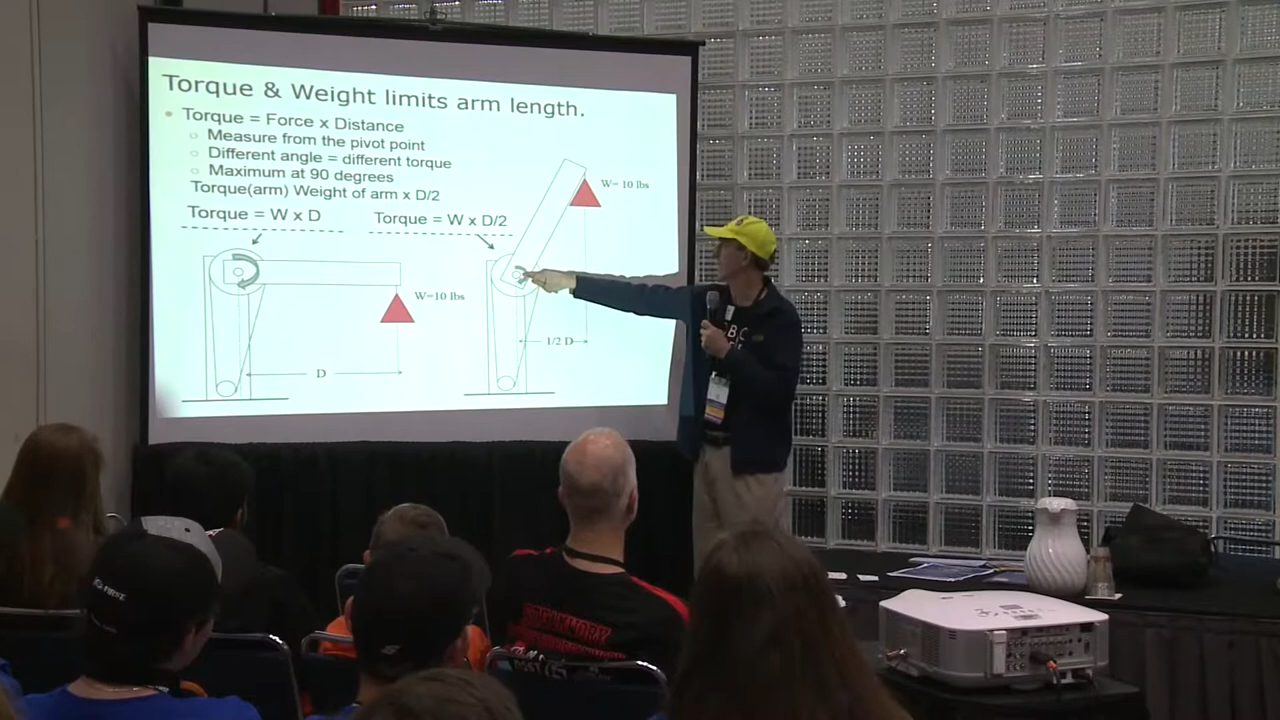 Torque & Weight limits arm length.
Torque = Force x Distance
Measure from the pivot point
Different angle = different torque
Maximum at 90 degrees
Torque(arm) Weight of arm x D/2
Torque = W x D
Torque = W x D/2
W= 10 lbs
W=10 lbs
1/2 D
D
FIRST